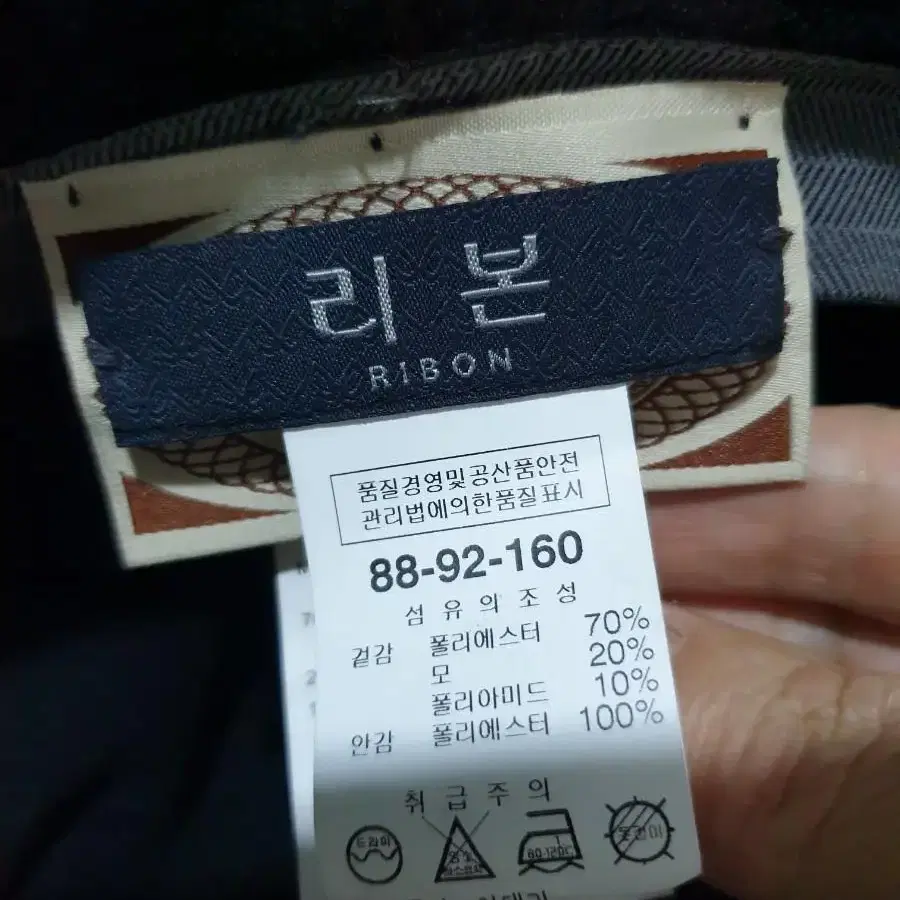 리본
RIBON
품질경영및공산품안전
관리법에의한품질표시
88-92-160
섬유의조성
겉감 폴리에스터 70%
모 20%
폴리아미드 10%
안감 폴리에스터 100%
취급주의
드라이